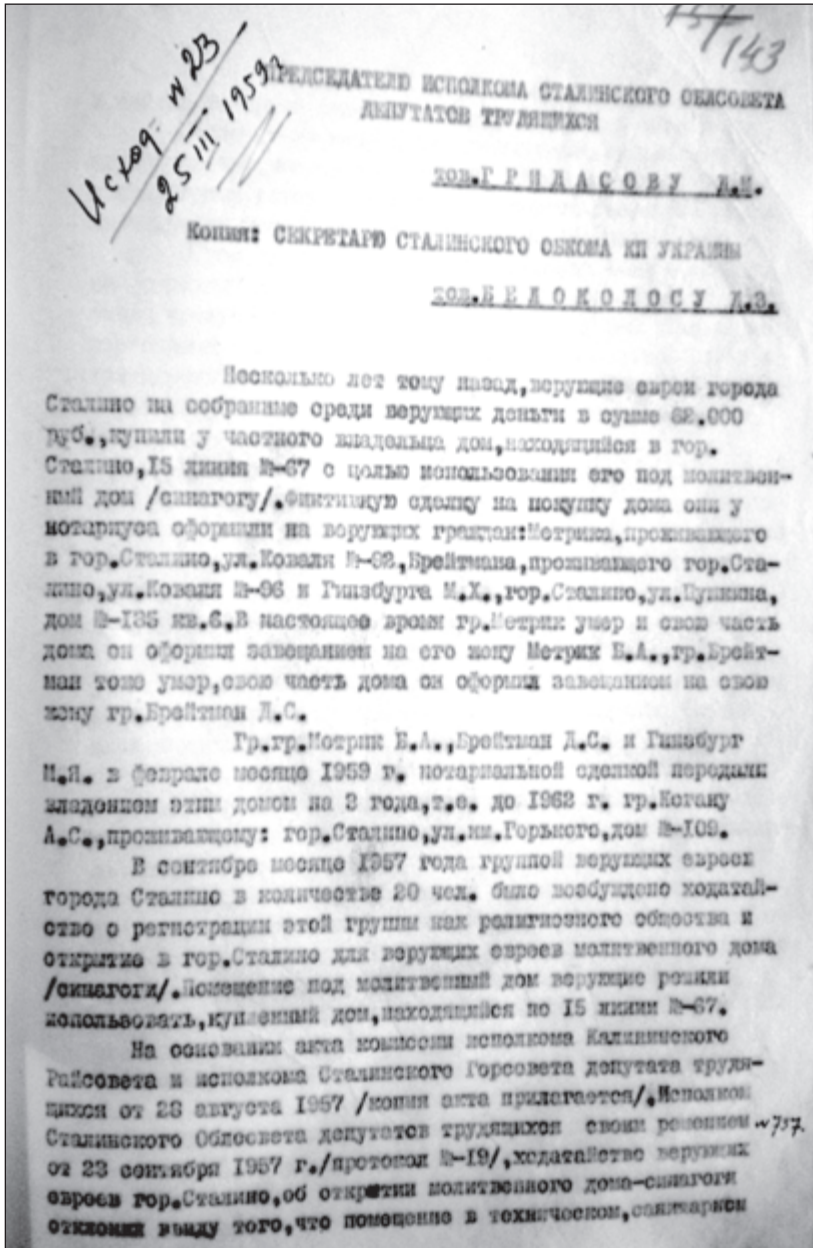 157
143
Исход. № 23
25 III 1959 г.
ПРЕДСЕДАТЕЛЮ ИСПОЛКОМА СТАЛИНСКОГО ОБЛСОВЕТА
ДЕПУТАТОВ ТРУДЯЩИХСЯ
тов.ГРИДАСОВУ Д.М.
Копия: СЕКРЕТАРЮ СТАЛИНСКОГО ОБКОМА КП УКРАИНЫ
тов.БЕЛОКОЛОСУ Д.З.
Несколько лет тому назад,верующие евреи города
Сталино на собранные среди верующих деньги в сумме 62.000
руб.,купили у частного владельца дом,находящийся в гор.
Сталино,15 линия №-67 с целью использования его под молитвен-
ный дом /синагогу/.Фиктивную сделку на покупку дома они у
нотариуса оформили на верующих граждан:Метрика,проживающего
в гор.Сталино,ул.Коваля №-92,Брейтмана,проживающего гор.Ста-
лино,ул.Коваля №-96 и Гинзбурга М.Х.,гор.Сталино,ул.Пушкина,
дом №-135 кв.6.В настоящее время гр.Метрик умер и свою часть
дома он оформил завещанием на его жену Метрик Б.А.,гр.Брейт-
ман тоже умер,свою часть дома он оформил завещанием на свою
жену гр.Брейтман Д.С.
Гр.гр.Метрик Б.А.,Брейтман Д.С. и Гинзбург
М.Я. в феврале месяце 1959 г. нотариальной сделкой передали
владением этим домом на 3 года,т.е. до 1962 г. гр.Когану
А.С.,проживающему: гор.Сталино,ул.им.Горького,дом №-109.
В сентябре месяце 1957 года группой верующих евреев
города Сталино в количестве 20 чел. было возбуждено ходатай-
ство о регистрации этой группы как религиозного общества и
открытие в гор.Сталино для верующих евреев молитвенного дома
/синагоги/.Помещение под молитвенный дом верующие решили
использовать,купленный дом,находящийся по 15 линии №-67.
На основании акта комиссии исполкома Калининского
Райсовета и исполкома Сталинского Горсовета депутата трудя-
щихся от 28 августа 1957 /копия акта прилагается/.Исполком
Сталинского Облсовета депутатов трудящихся своим решением №757
от 23 сентября 1957 г./протокол №-19/,ходатайство верующих
евреев гор.Сталино,об открытии молитвенного дома-синагоги
отклонил ввиду того,что помещение в техническом,санитарном